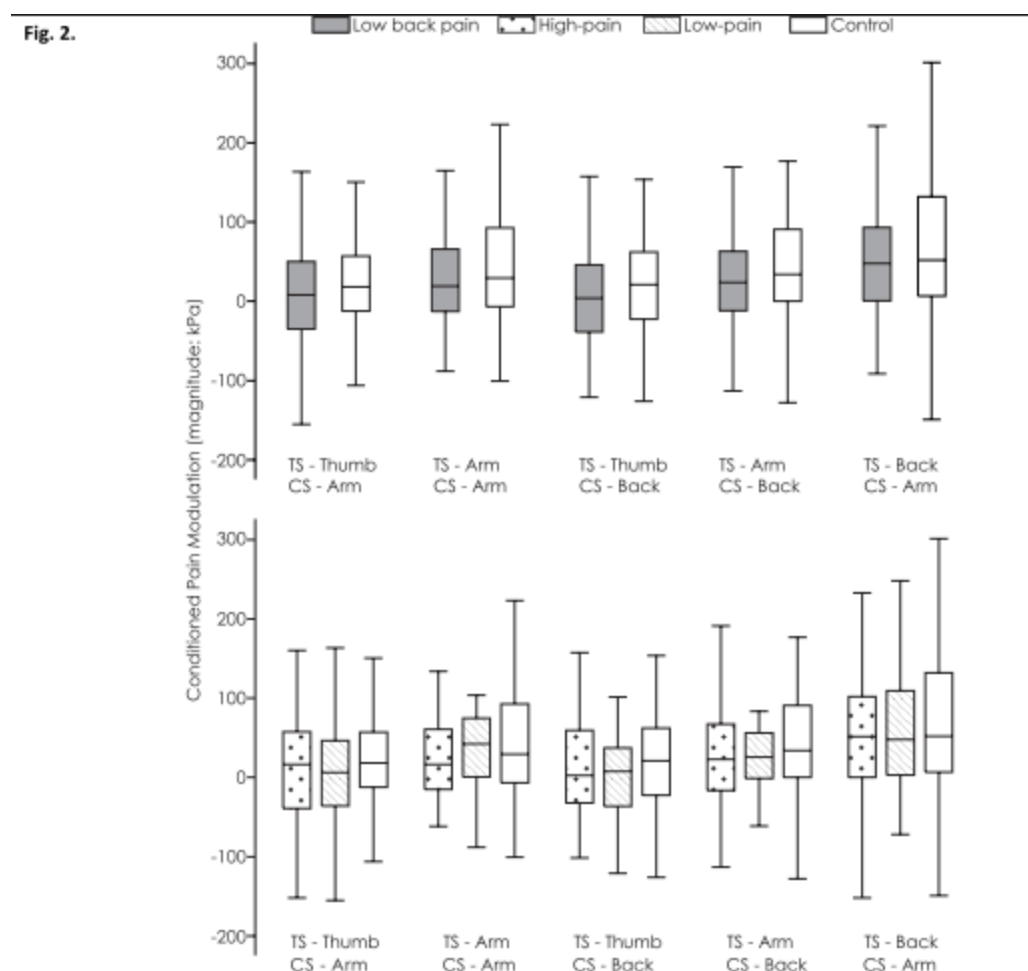 Fig. 2.
Low back pain High-pain Low-pain Control
Conditioned Pain Modulation (magnitude: kPa)
300
200
100
0
-100
-200
TS - Thumb TS - Arm TS - Thumb TS - Arm TS - Back
CS - Arm CS - Arm CS - Back CS - Back CS - Arm
300
200
100
0
-100
-200
TS - Thumb TS - Arm TS - Thumb TS - Arm TS - Back
CS - Arm CS - Arm CS - Back CS - Back CS - Arm